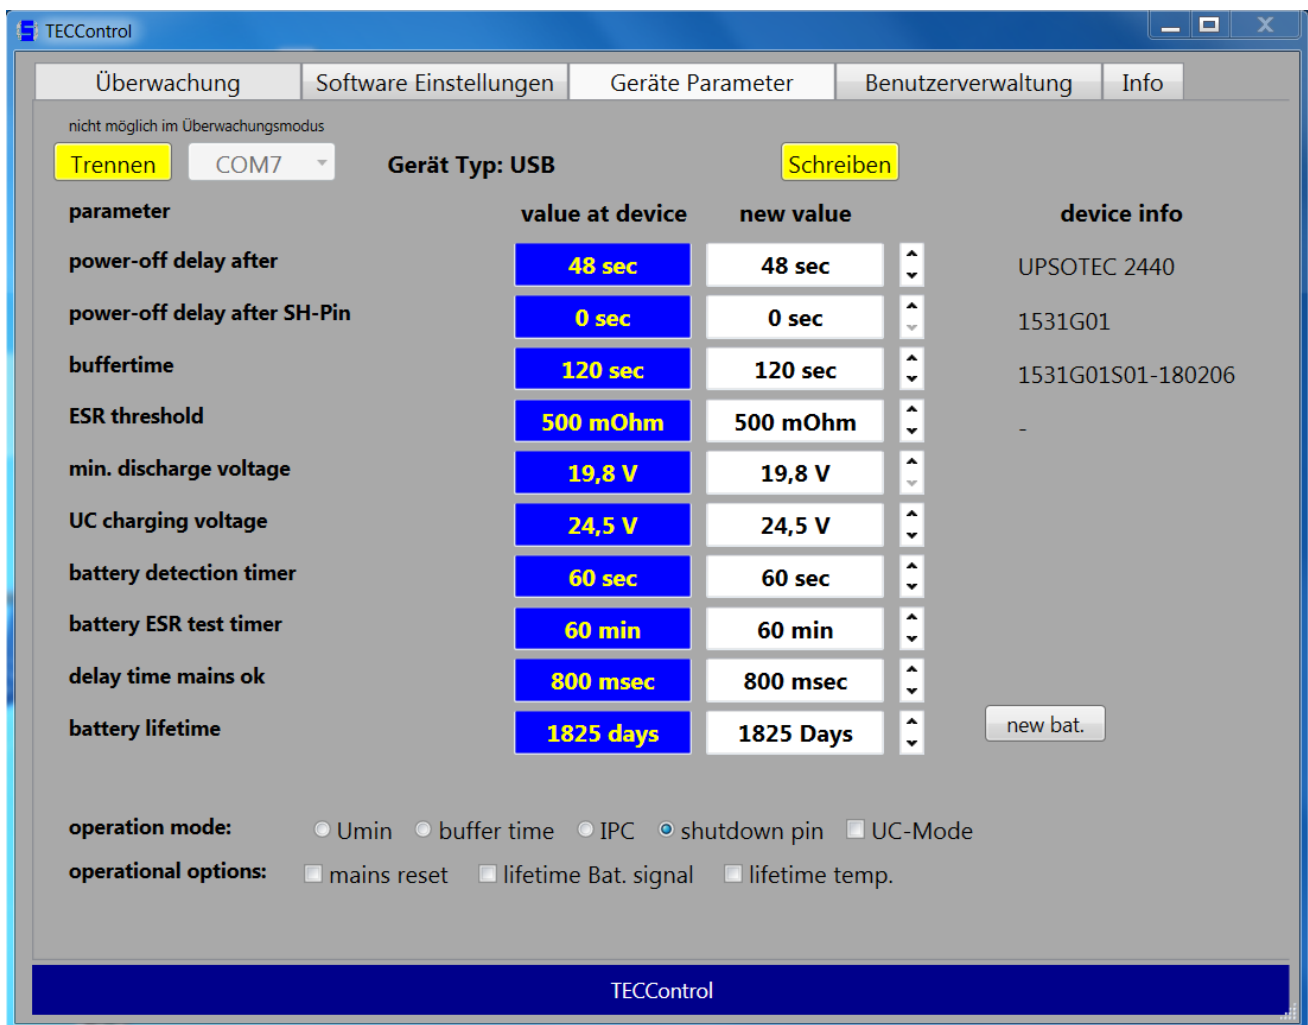 TECControl
Überwachung Software Einstellungen Geräte Parameter Benutzerverwaltung Info
nicht möglich im Überwachungsmodus
Trennen COM7 Gerät Typ: USB Schreiben
parameter value at device new value device info
power-off delay after 48 sec 48 sec UPSOTEC 2440
power-off delay after SH-Pin 0 sec 0 sec 1531G01
buffertime 120 sec 120 sec 1531G01S01-180206
ESR threshold 500 mOhm 500 mOhm -
min. discharge voltage 19,8 V 19,8 V
UC charging voltage 24,5 V 24,5 V
battery detection timer 60 sec 60 sec
battery ESR test timer 60 min 60 min
delay time mains ok 800 msec 800 msec
battery lifetime 1825 days 1825 Days new bat.
operation mode: Umin buffer time IPC shutdown pin UC-Mode
operational options: mains reset lifetime Bat. signal lifetime temp.
TECControl